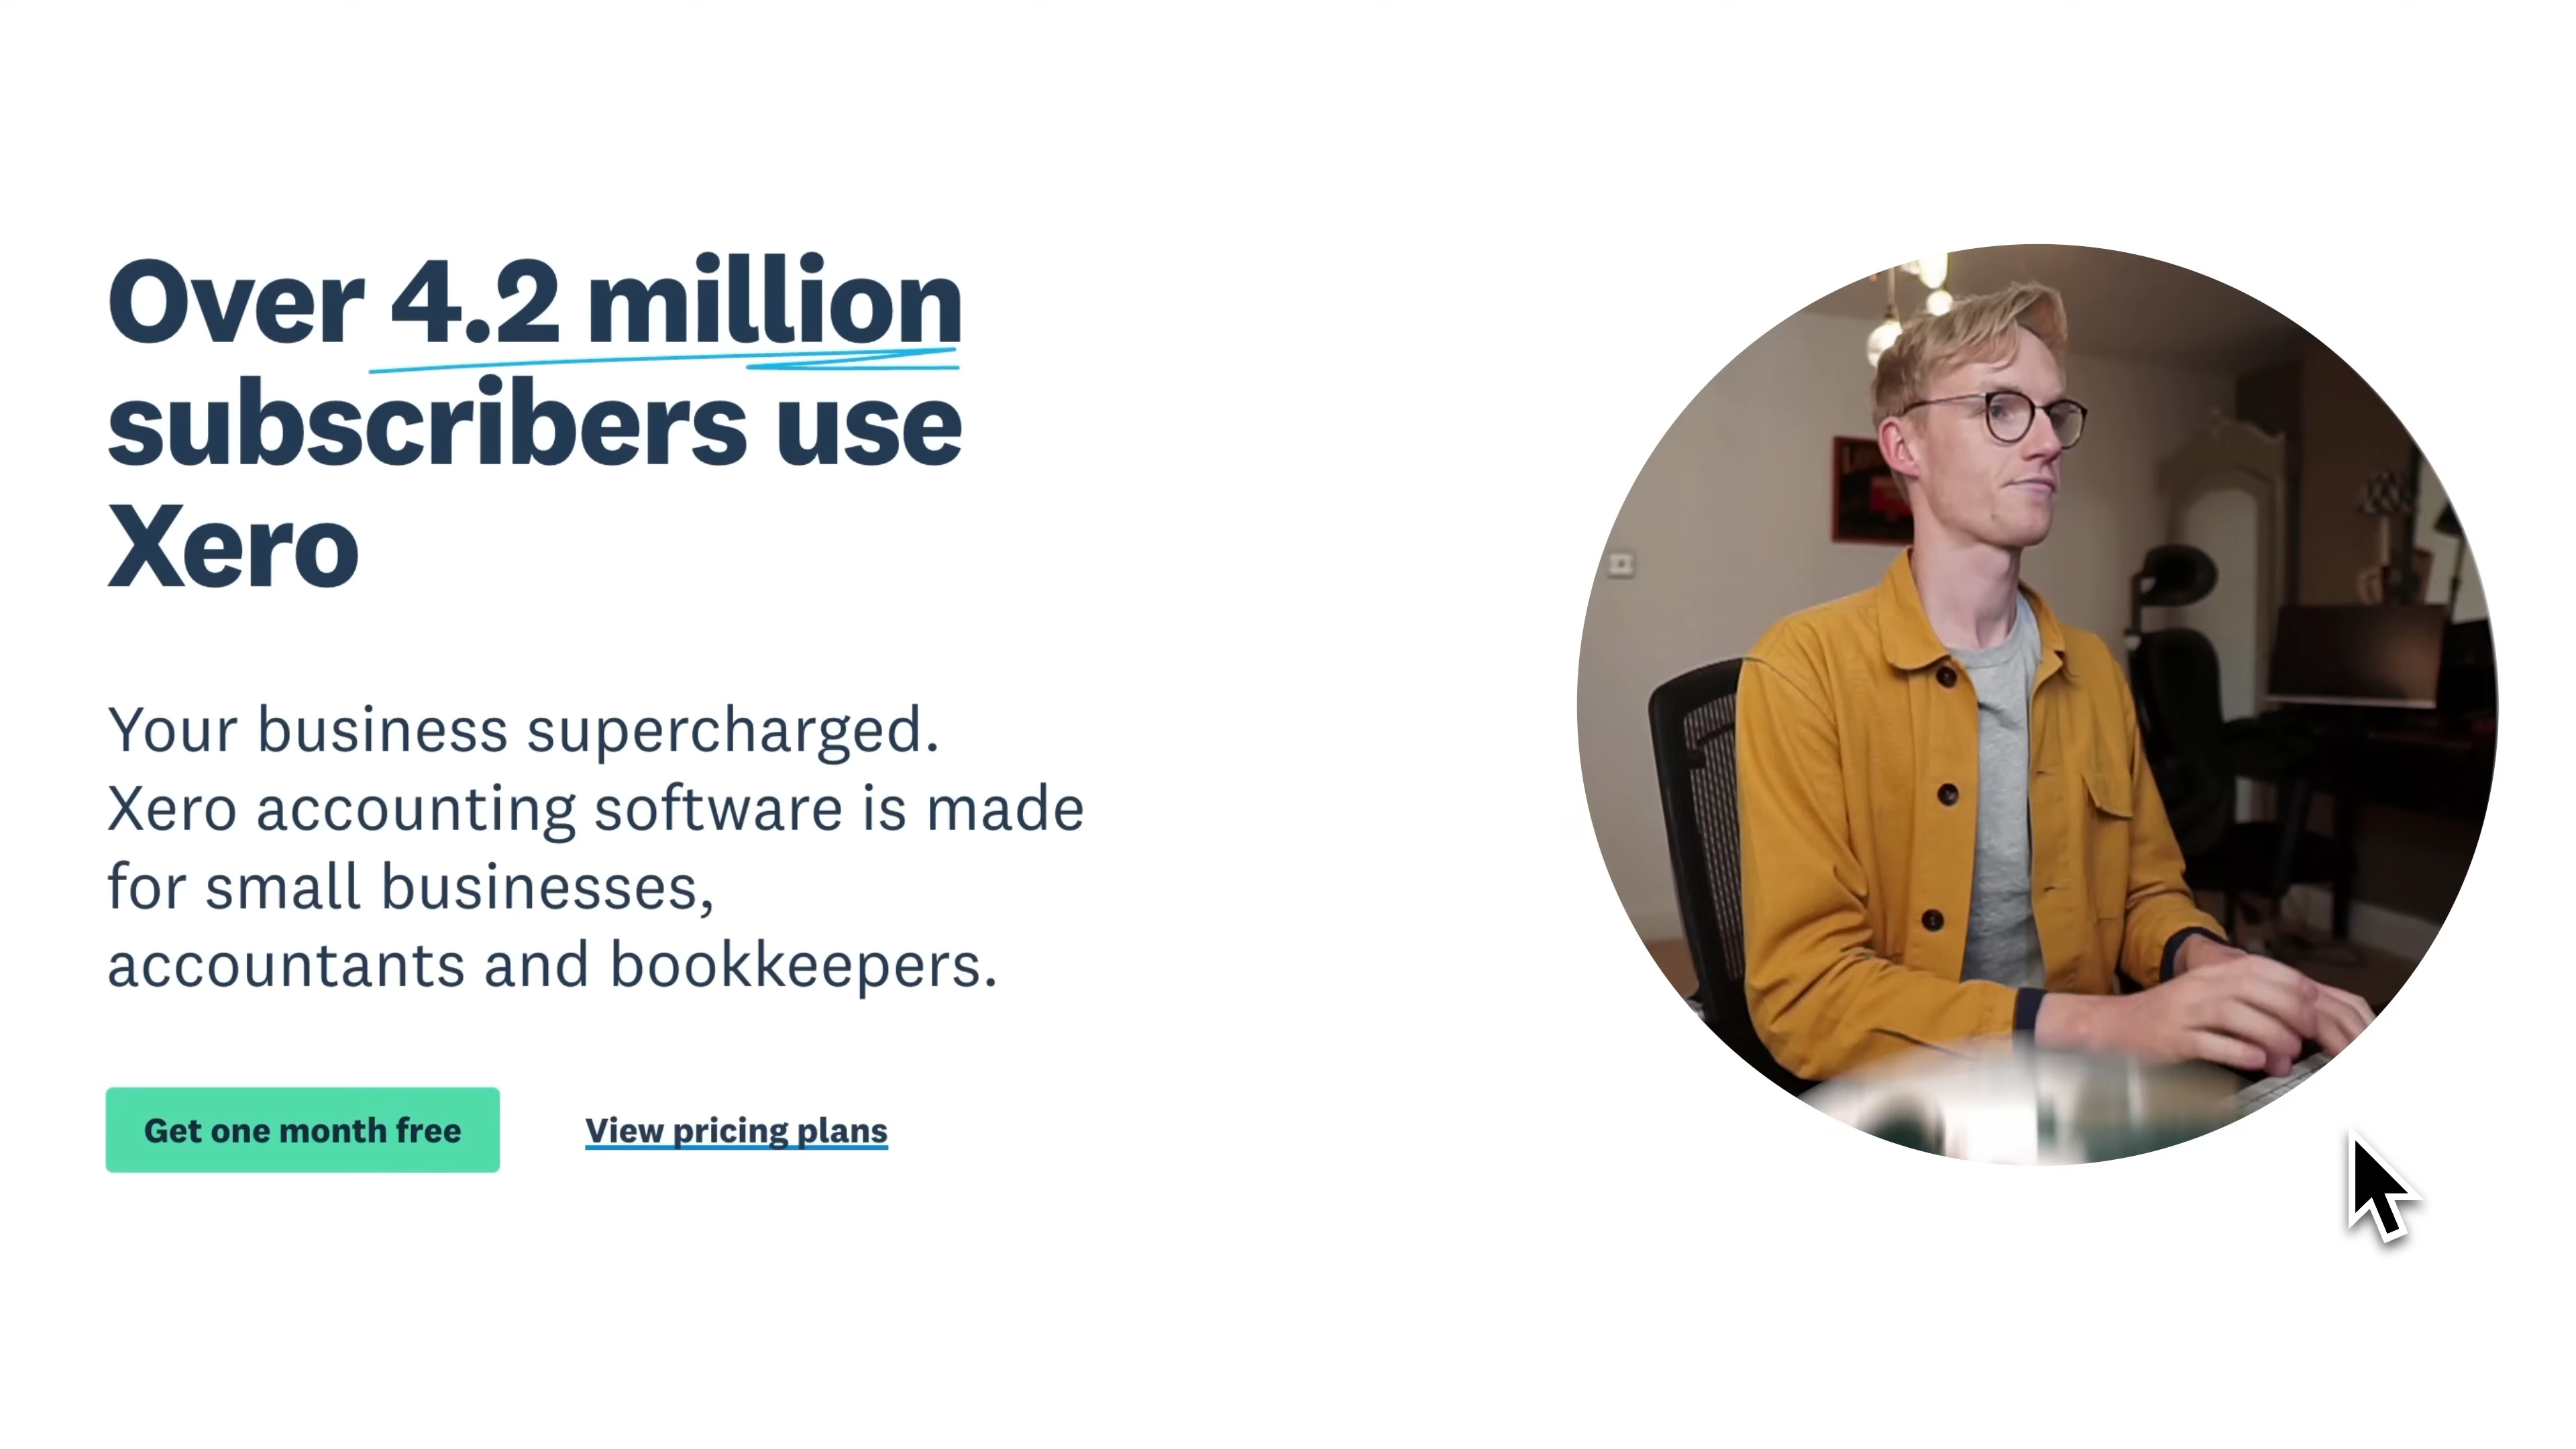 Over 4.2 million
subscribers use
Xero
Your business supercharged.
Xero accounting software is made
for small businesses,
accountants and bookkeepers.
Get one month free
View pricing plans